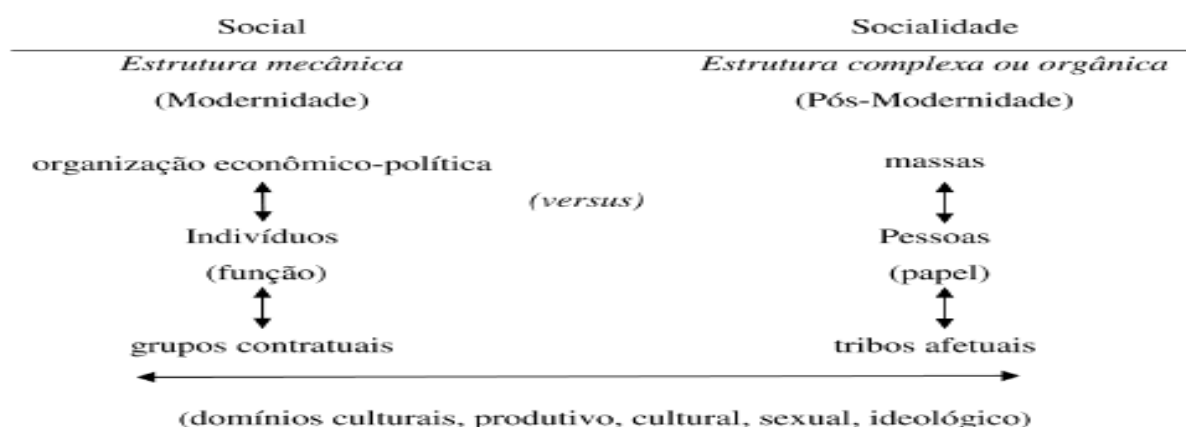 Social Socialidade
Estrutura mecânica Estrutura complexa ou orgânica
(Modernidade) (Pós-Modernidade)
organização econômico-política massas
(versus)
Indivíduos Pessoas
(função) (papel)
grupos contratuais tribos afetuais
(domínios culturais, produtivo, cultural, sexual, ideológico)